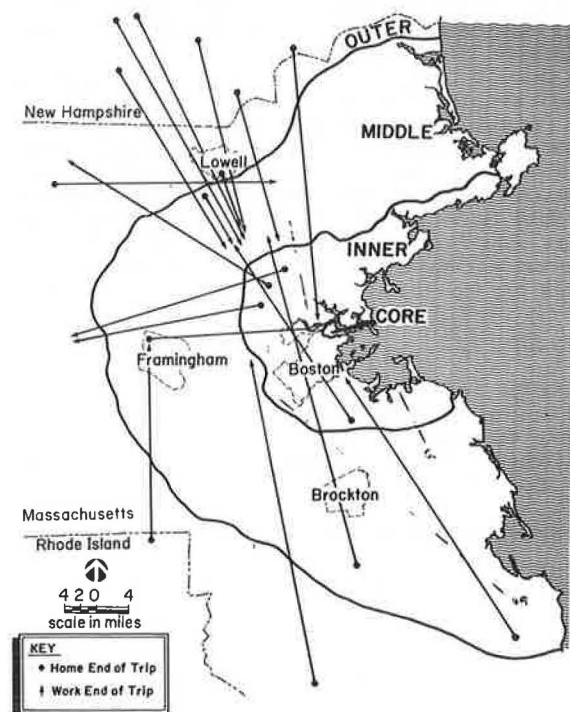 OUTER
New Hampshire
MIDDLE
Lowell
INNER
CORE
Framingham
Boston
Brockton
Massachusetts
Rhode Island
4 2 0 4
scale in miles
KEY
Home End of Trip
Work End of Trip